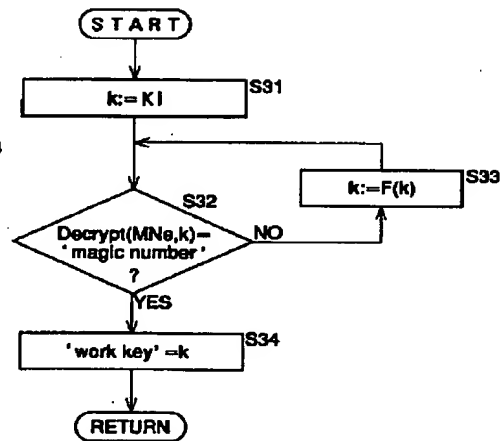 START
S31
k:= KI
S33
k:=F(k)
S32
Decrypt(MNe,k)=
'magic number'
?
NO
YES
S34
'work key' =k
RETURN